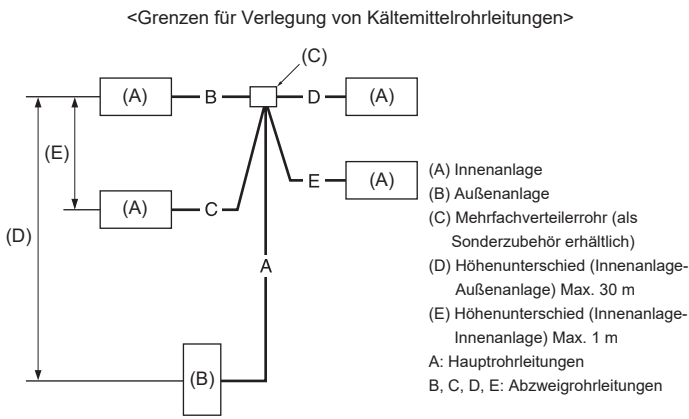 <Grenzen für Verlegung von Kältemittelrohrleitungen>
(C)
(A) B D (A)
(E)
(A) C E (A)
(D)
A
(B)
(A) Innenanlage
(B) Außenanlage
(C) Mehrfachverteilerrohr (als
Sonderzubehör erhältlich)
(D) Höhenunterschied (Innenanlage-
Außenanlage) Max. 30 m
(E) Höhenunterschied (Innenanlage-
Innenanlage) Max. 1 m
A: Hauptrohrleitungen
B, C, D, E: Abzweigrohrleitungen